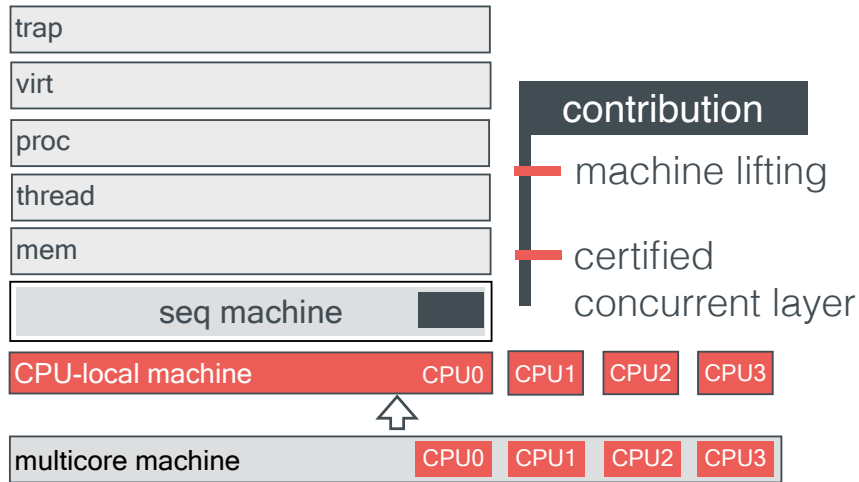 trap
virt
proc
thread
mem
seq machine
CPU-local machine CPU0 CPU1 CPU2 CPU3
multicore machine CPU0 CPU1 CPU2 CPU3
contribution
machine lifting
certified
concurrent layer